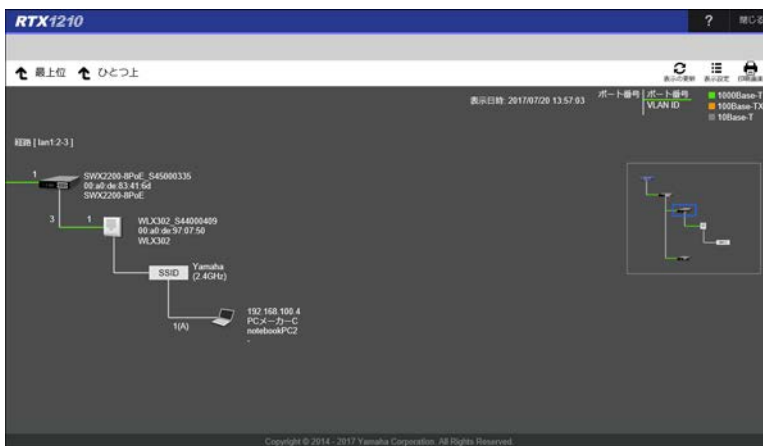 RTX1210
? 閉じる
最上位 ひとつ上
表示の更新 表示設定 印刷画面
表示日時: 2017/07/20 13:57:03
ポート番号 ポート番号
VLAN ID
1000Base-T
100Base-TX
10Base-T
経路 [ lan1:2-3 ]
1
SWX2200-8PoE_S45000335
00:a0:de:83:41:6d
SWX2200-8PoE
3 1
WLX302_S44000409
00:a0:de:97:07:50
WLX302
SSID
Yamaha
(2.4GHz)
1(A)
192.168.100.4
PCメーカーC
notebookPC2
-
Copyright © 2014 - 2017 Yamaha Corporation. All Rights Reserved.